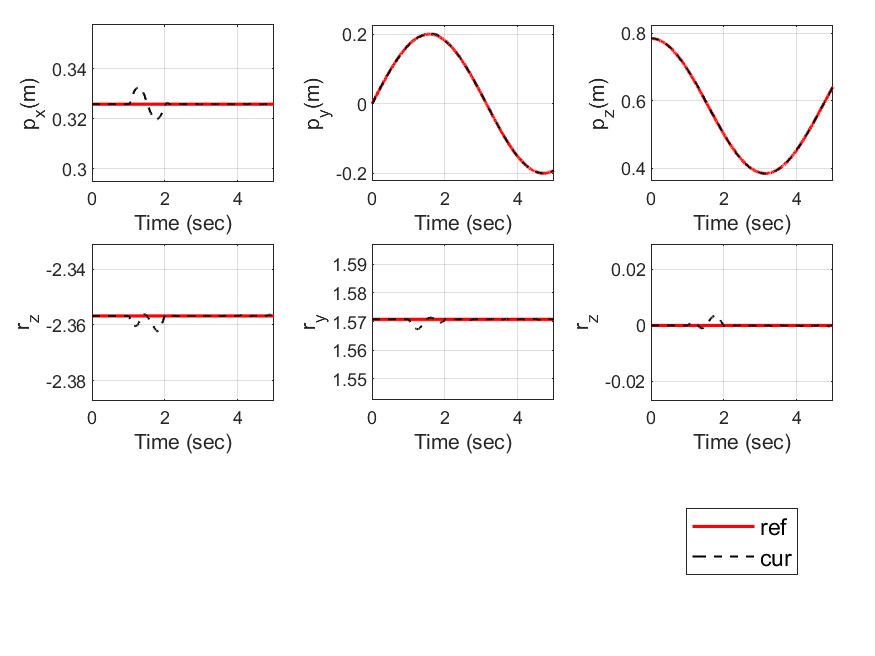 0.34
0.32
0.3
p_x(m)
0 2 4
Time (sec)
0.2
0
-0.2
p_y(m)
0 2 4
Time (sec)
0.8
0.6
0.4
p_z(m)
0 2 4
Time (sec)
-2.34
-2.36
-2.38
r_z
0 2 4
Time (sec)
1.59
1.58
1.57
1.56
1.55
r_y
0 2 4
Time (sec)
0.02
0
-0.02
r_z
0 2 4
Time (sec)
ref
cur